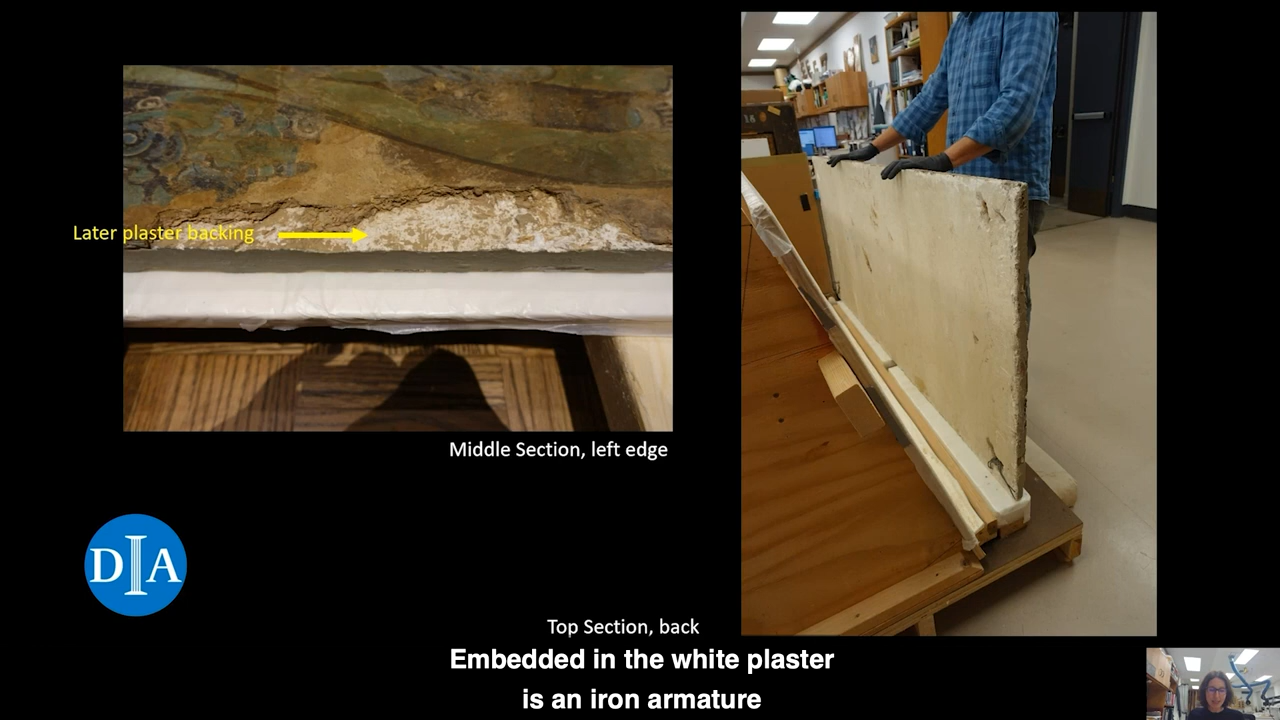 Later plaster backing
Middle Section, left edge
DIA
Top Section, back
Embedded in the white plaster
is an iron armature